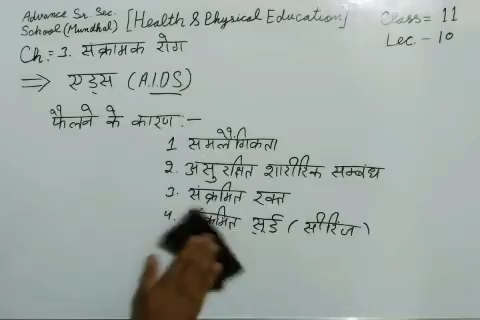 Advance Sr. Sec. [Health & Physical Education] Class = 11
School (Mundhal) Lec. - 10
Ch: 3. संक्रामक रोग
⇒ एड्स (A.I.D.S)
फैलने के कारण :-
1. समलैंगिकता
2. असुरक्षित शारीरिक सम्बंध
3. संक्रमित रक्त
4. सूई ( सीरिंज )